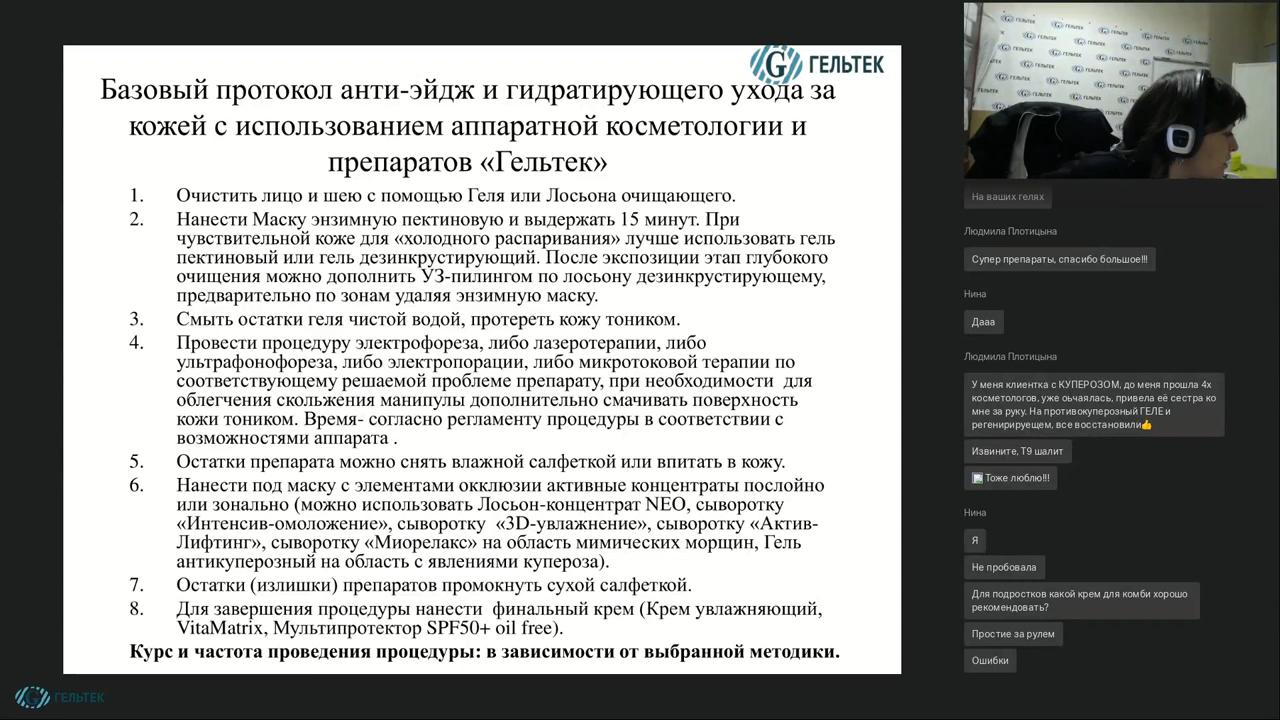 ГЕЛЬТЕК
Базовый протокол анти-эйдж и гидратирующего ухода за
кожей с использованием аппаратной косметологии и
препаратов «Гельтек»
1. Очистить лицо и шею с помощью Геля или Лосьона очищающего.
2. Нанести Маску энзимную пектиновую и выдержать 15 минут. При
чувствительной коже для «холодного распаривания» лучше использовать гель
пектиновый или гель дезинкрустирующий. После экспозиции этап глубокого
очищения можно дополнить УЗ-пилингом по лосьону дезинкрустирующему,
предварительно по зонам удаляя энзимную маску.
3. Смыть остатки геля чистой водой, протереть кожу тоником.
4. Провести процедуру электрофореза, либо лазеротерапии, либо
ультрафонофореза, либо электропорации, либо микротоковой терапии по
соответствующему решаемой проблеме препарату, при необходимости для
облегчения скольжения манипулы дополнительно смачивать поверхность
кожи тоником. Время- согласно регламенту процедуры в соответствии с
возможностями аппарата .
5. Остатки препарата можно снять влажной салфеткой или впитать в кожу.
6. Нанести под маску с элементами окклюзии активные концентраты послойно
или зонально (можно использовать Лосьон-концентрат NEO, сыворотку
«Интенсив-омоложение», сыворотку «3D-увлажнение», сыворотку «Актив-
Лифтинг», сыворотку «Миорелакс» на область мимических морщин, Гель
антикуперозный на область с явлениями купероза).
7. Остатки (излишки) препаратов промокнуть сухой салфеткой.
8. Для завершения процедуры нанести финальный крем (Крем увлажняющий,
VitaMatrix, Мультипротектор SPF50+ oil free).
Курс и частота проведения процедуры: в зависимости от выбранной методики.
ГЕЛЬТЕК
На ваших гелях
Людмила Плотицына
Супер препараты, спасибо большое!!!
Нина
Дааа
Людмила Плотицына
У меня клиентка с КУПЕРОЗОМ, до меня прошла 4х
косметологов, уже оьчаялась, привела её сестра ко
мне за руку. На противокуперозный ГЕЛЕ и
регенирируещем, все восстановили👍
Извините, Т9 шалит
Тоже люблю!!!
Нина
Я
Не пробовала
Для подростков какой крем для комби хорошо
рекомендовать?
Простие за рулем
Ошибки